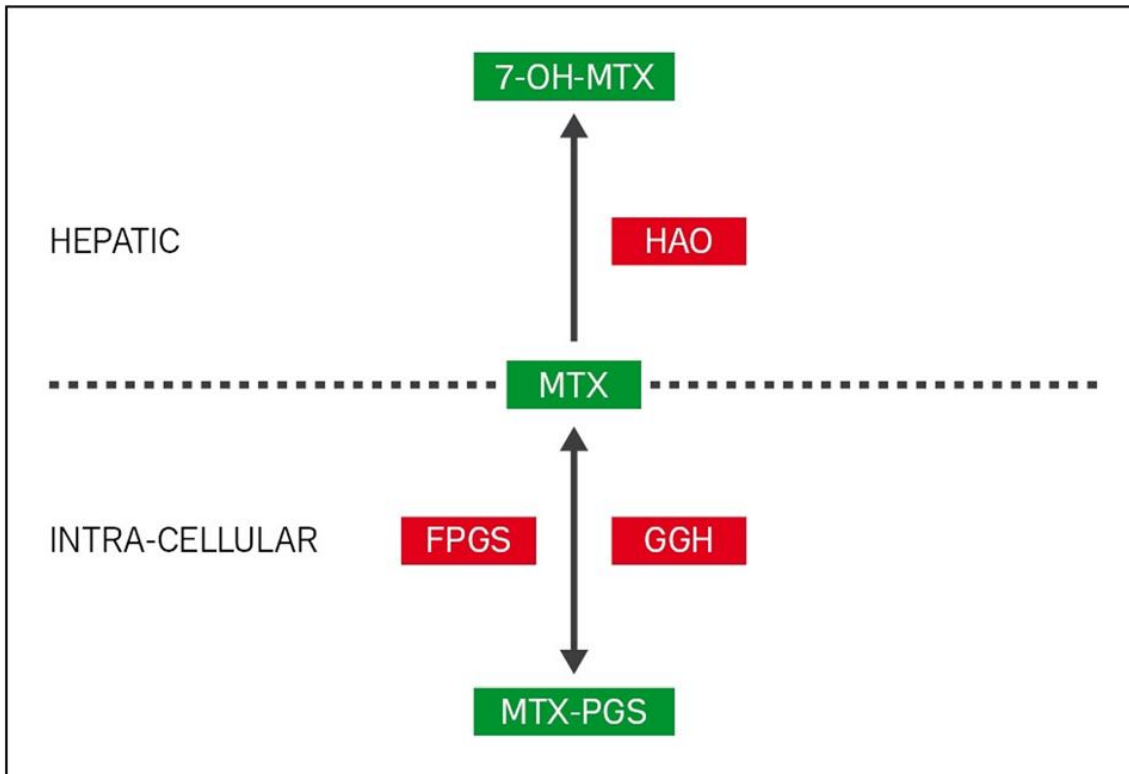 7-OH-MTX
HEPATIC
HAO
MTX
INTRA-CELLULAR
FPGS
GGH
MTX-PGS